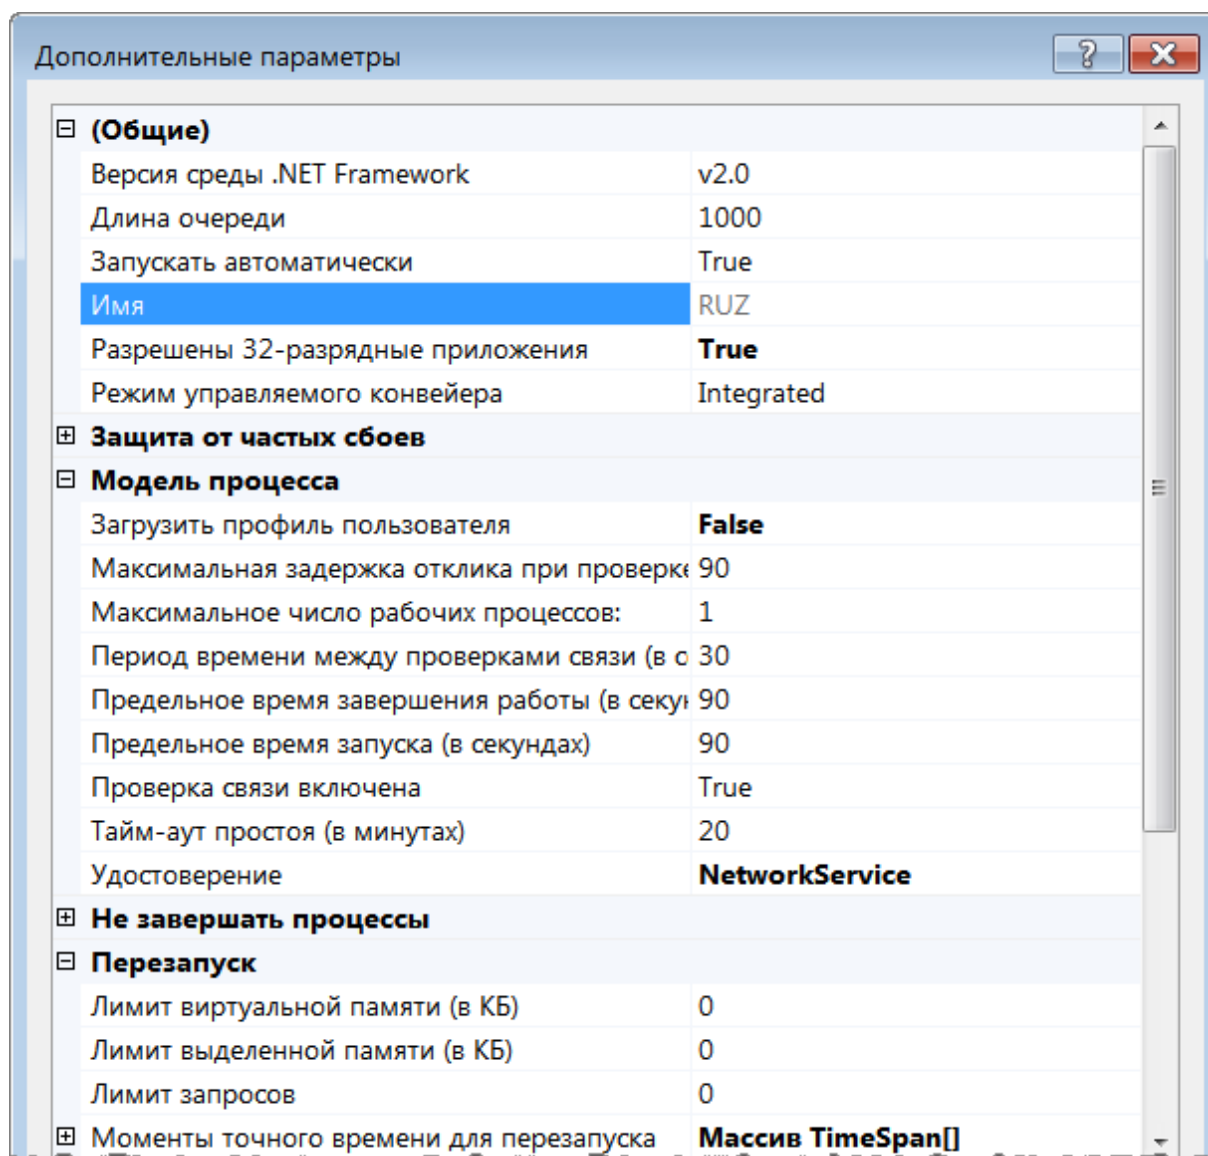 Дополнительные параметры
(Общие)
Версия среды .NET Framework v2.0
Длина очереди 1000
Запускать автоматически True
Имя RUZ
Разрешены 32-разрядные приложения True
Режим управляемого конвейера Integrated
Защита от частых сбоев
Модель процесса
Загрузить профиль пользователя False
Максимальная задержка отклика при проверке 90
Максимальное число рабочих процессов: 1
Период времени между проверками связи (в с 30
Предельное время завершения работы (в секун 90
Предельное время запуска (в секундах) 90
Проверка связи включена True
Тайм-аут простоя (в минутах) 20
Удостоверение NetworkService
Не завершать процессы
Перезапуск
Лимит виртуальной памяти (в КБ) 0
Лимит выделенной памяти (в КБ) 0
Лимит запросов 0
Моменты точного времени для перезапуска Массив TimeSpan[]